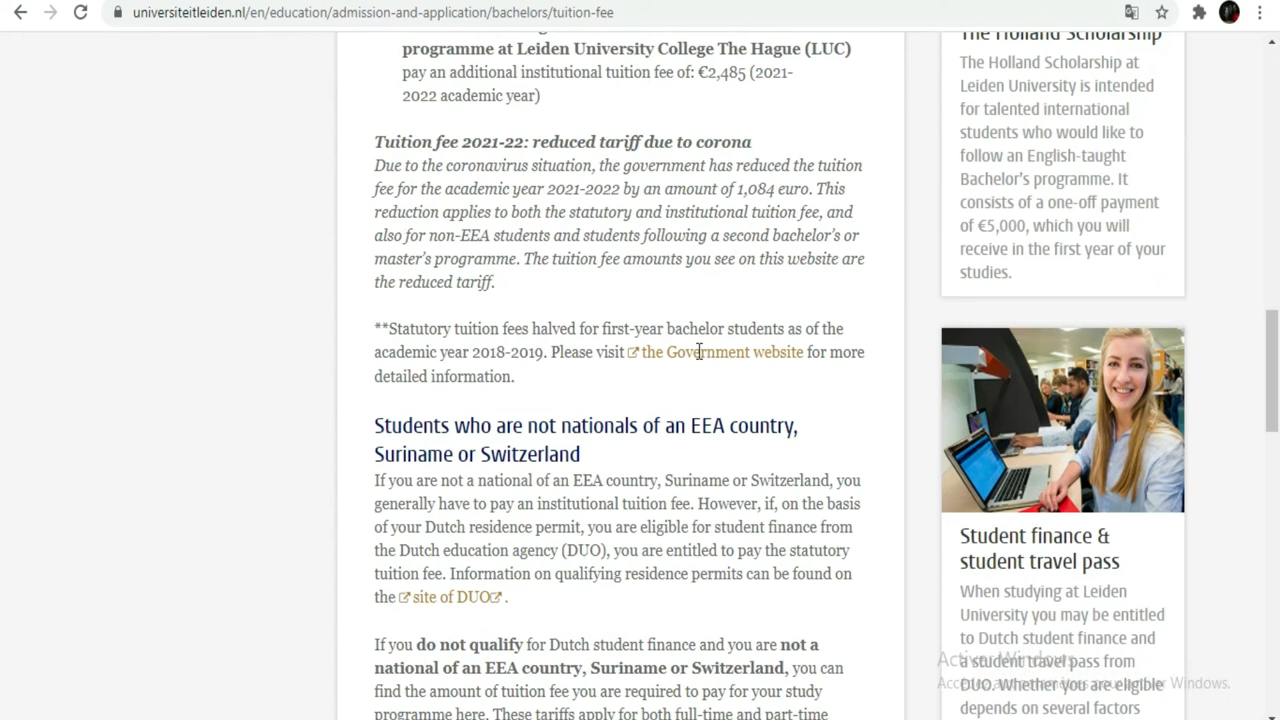 universiteitleiden.nl/en/education/admission-and-application/bachelors/tuition-fee
programme at Leiden University College The Hague (LUC)
pay an additional institutional tuition fee of: €2,485 (2021-
2022 academic year)
Tuition fee 2021-22: reduced tariff due to corona
Due to the coronavirus situation, the government has reduced the tuition
fee for the academic year 2021-2022 by an amount of 1,084 euro. This
reduction applies to both the statutory and institutional tuition fee, and
also for non-EEA students and students following a second bachelor's or
master's programme. The tuition fee amounts you see on this website are
the reduced tariff.
**Statutory tuition fees halved for first-year bachelor students as of the
academic year 2018-2019. Please visit the Government website for more
detailed information.
Students who are not nationals of an EEA country,
Suriname or Switzerland
If you are not a national of an EEA country, Suriname or Switzerland, you
generally have to pay an institutional tuition fee. However, if, on the basis
of your Dutch residence permit, you are eligible for student finance from
the Dutch education agency (DUO), you are entitled to pay the statutory
tuition fee. Information on qualifying residence permits can be found on
the site of DUO .
If you do not qualify for Dutch student finance and you are not a
national of an EEA country, Suriname or Switzerland, you can
find the amount of tuition fee you are required to pay for your study
programme here. These tariffs apply for both full-time and part-time
The Holland Scholarship
The Holland Scholarship at
Leiden University is intended
for talented international
students who would like to
follow an English-taught
Bachelor's programme. It
consists of a one-off payment
of €5,000, which you will
receive in the first year of your
studies.
Student finance &
student travel pass
When studying at Leiden
University you may be entitled
to Dutch student finance and
a student travel pass from
DUO. Whether you are eligible
depends on several factors
Activer Windows
Windows.